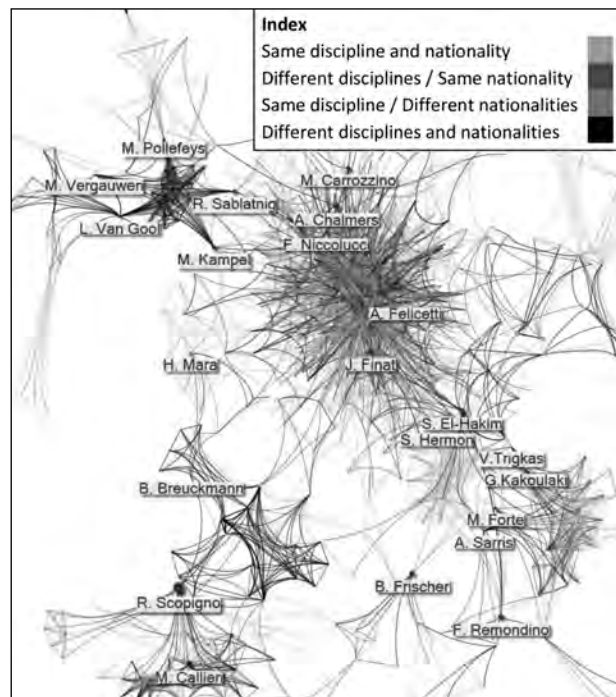 Index
Same discipline and nationality
Different disciplines / Same nationality
Same discipline / Different nationalities
Different disciplines and nationalities
M. Pollefeys
M. Vergauwen
R. Sablatnig
L. Van Gool
M. Kampel
M. Carrozzino
A. Chalmers
F. Niccolucci
A. Felicetti
H. Mara
J. Finat
S. El-Hakim
S. Hermon
V.Trigkas
G.Kakoulaki
B. Breuckmann
M. Forte
A. Sarris
B. Frischer
R. Scopigno
F. Remondino
M. Callieri